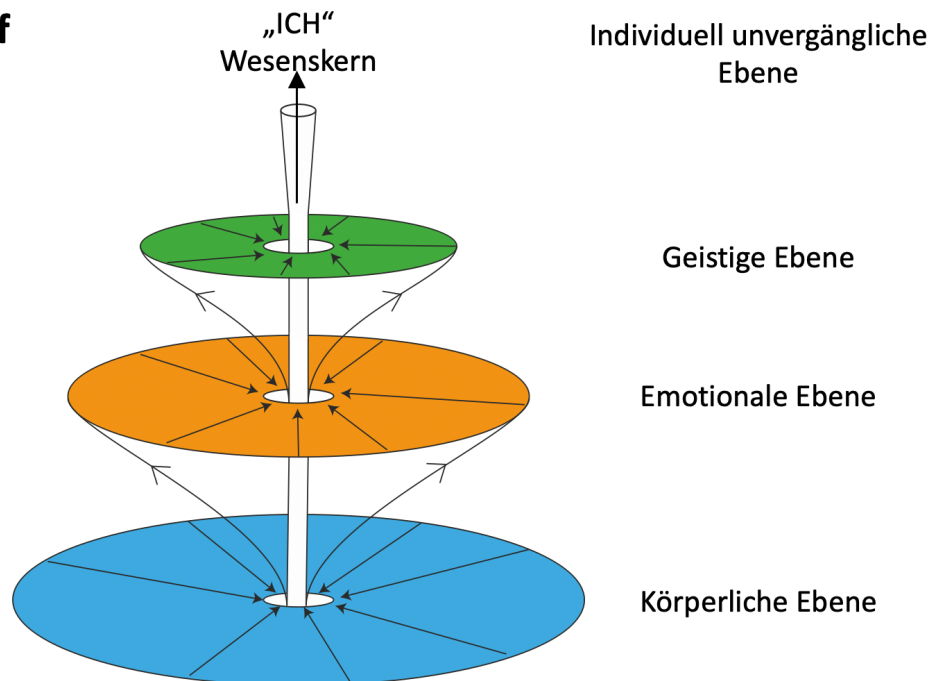 f
„ICH“
Wesenskern
Individuell unvergängliche
Ebene
Geistige Ebene
Emotionale Ebene
Körperliche Ebene